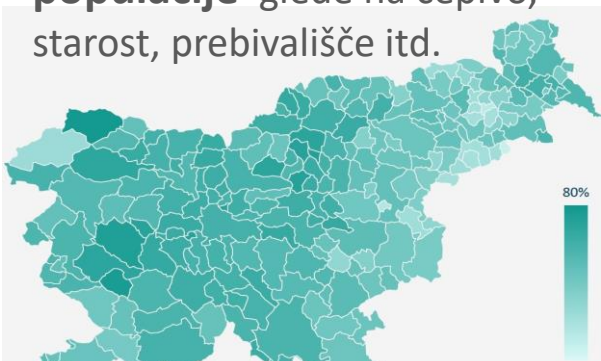 populacije glede na cepivo,
starost, prebivališče itd.
80%